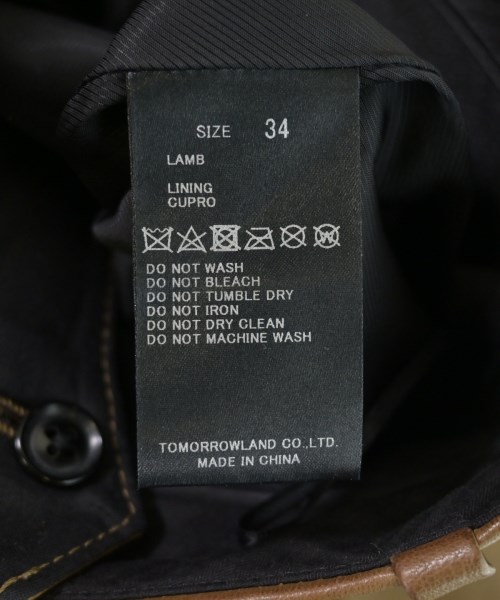 SIZE 34
LAMB
LINING
CUPRO
DO NOT WASH
DO NOT BLEACH
DO NOT TUMBLE DRY
DO NOT IRON
DO NOT DRY CLEAN
DO NOT MACHINE WASH
TOMORROWLAND CO.,LTD.
MADE IN CHINA